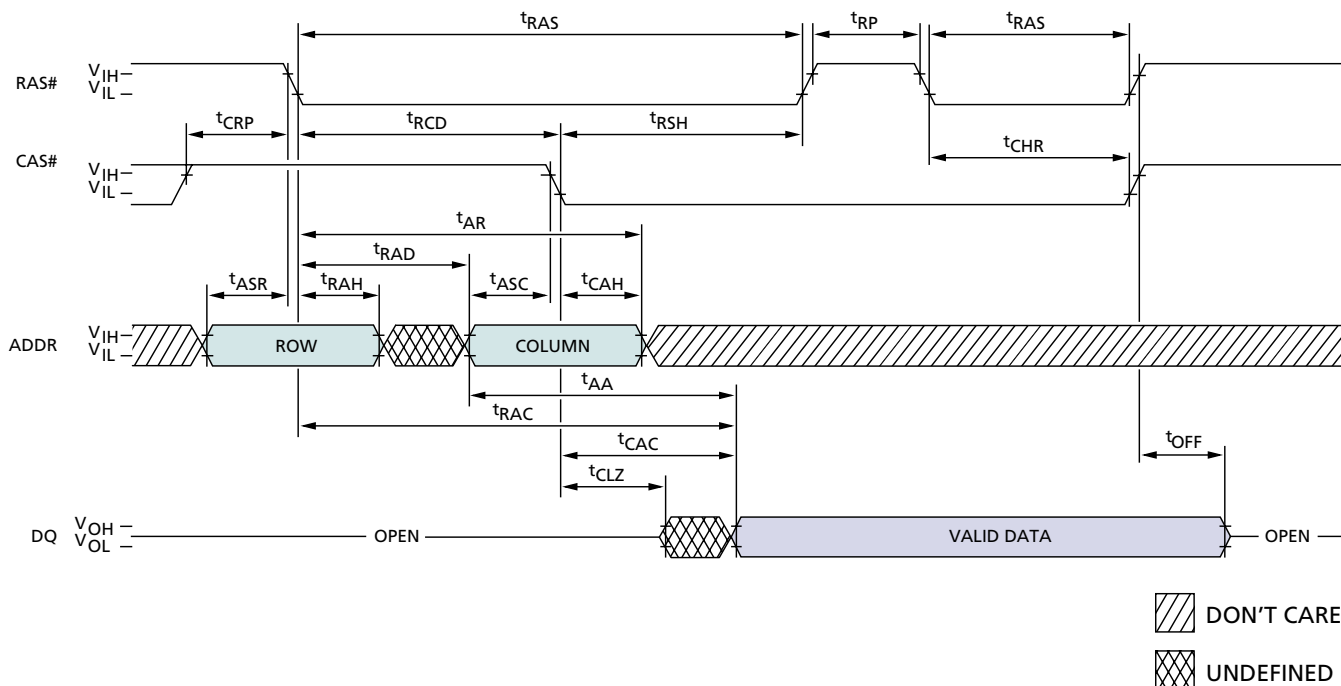 tRAS tRP tRAS
RAS# VIH
VIL
tCRP tRCD tRSH
CAS# VIH
VIL
tCHR
tAR
tRAD
tASR tRAH tASC tCAH
ADDR VIH
VIL
ROW COLUMN
tAA
tRAC
tCAC tOFF
tCLZ
DQ VOH
VOL
OPEN VALID DATA OPEN
DON'T CARE
UNDEFINED